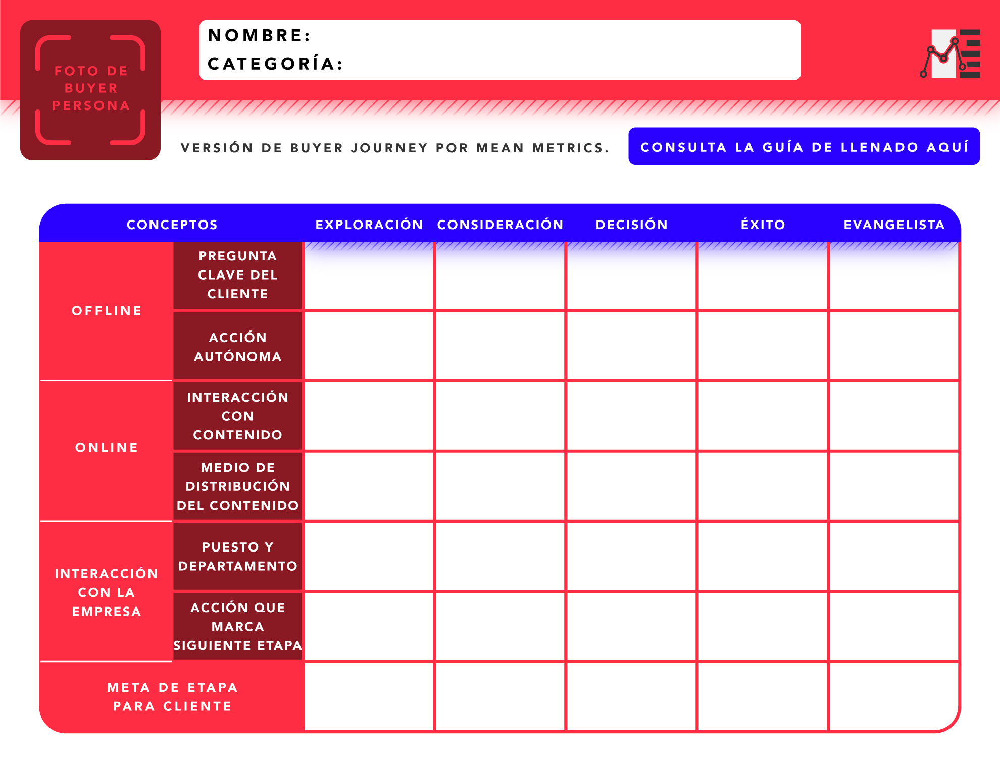 NOMBRE:
CATEGORÍA:
FOTO DE
BUYER
PERSONA
VERSIÓN DE BUYER JOURNEY POR MEAN METRICS.
CONSULTA LA GUÍA DE LLENADO AQUÍ
CONCEPTOS EXPLORACIÓN CONSIDERACIÓN DECISIÓN ÉXITO EVANGELISTA
OFFLINE
PREGUNTA
CLAVE DEL
CLIENTE
ACCIÓN
AUTÓNOMA
ONLINE
INTERACCIÓN
CON
CONTENIDO
MEDIO DE
DISTRIBUCIÓN
DEL CONTENIDO
INTERACCIÓN
CON LA
EMPRESA
PUESTO Y
DEPARTAMENTO
ACCIÓN QUE
MARCA
SIGUIENTE ETAPA
META DE ETAPA
PARA CLIENTE